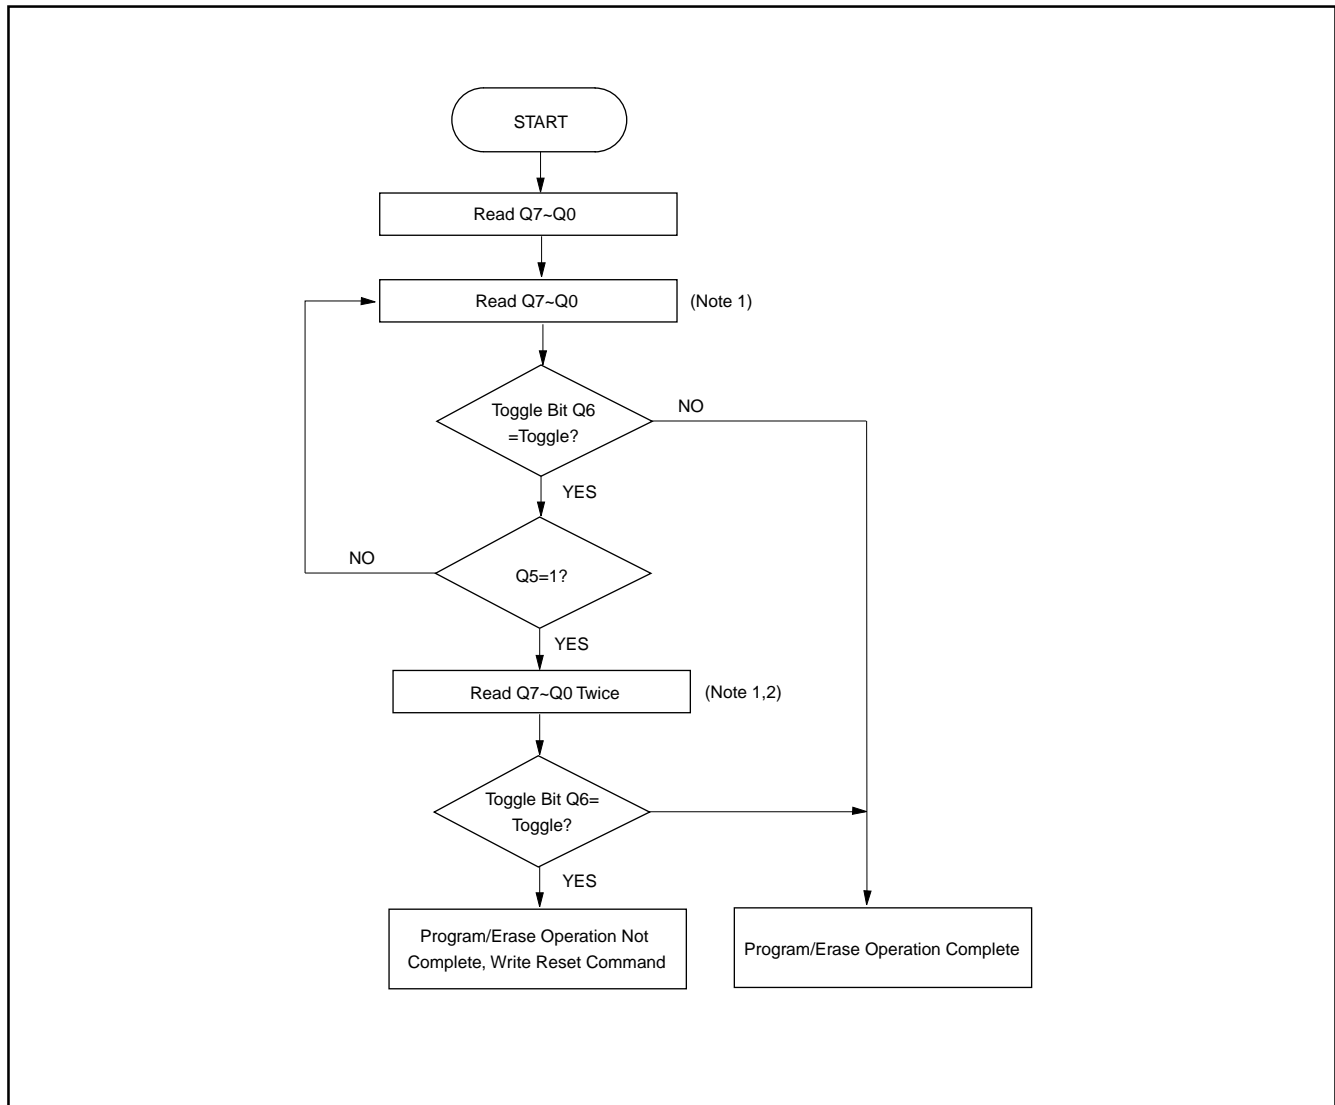 START
Read Q7~Q0
Read Q7~Q0
(Note 1)
Toggle Bit Q6
=Toggle?
NO
YES
NO
Q5=1?
YES
Read Q7~Q0 Twice
(Note 1,2)
Toggle Bit Q6=
Toggle?
YES
Program/Erase Operation Not
Complete, Write Reset Command
Program/Erase Operation Complete